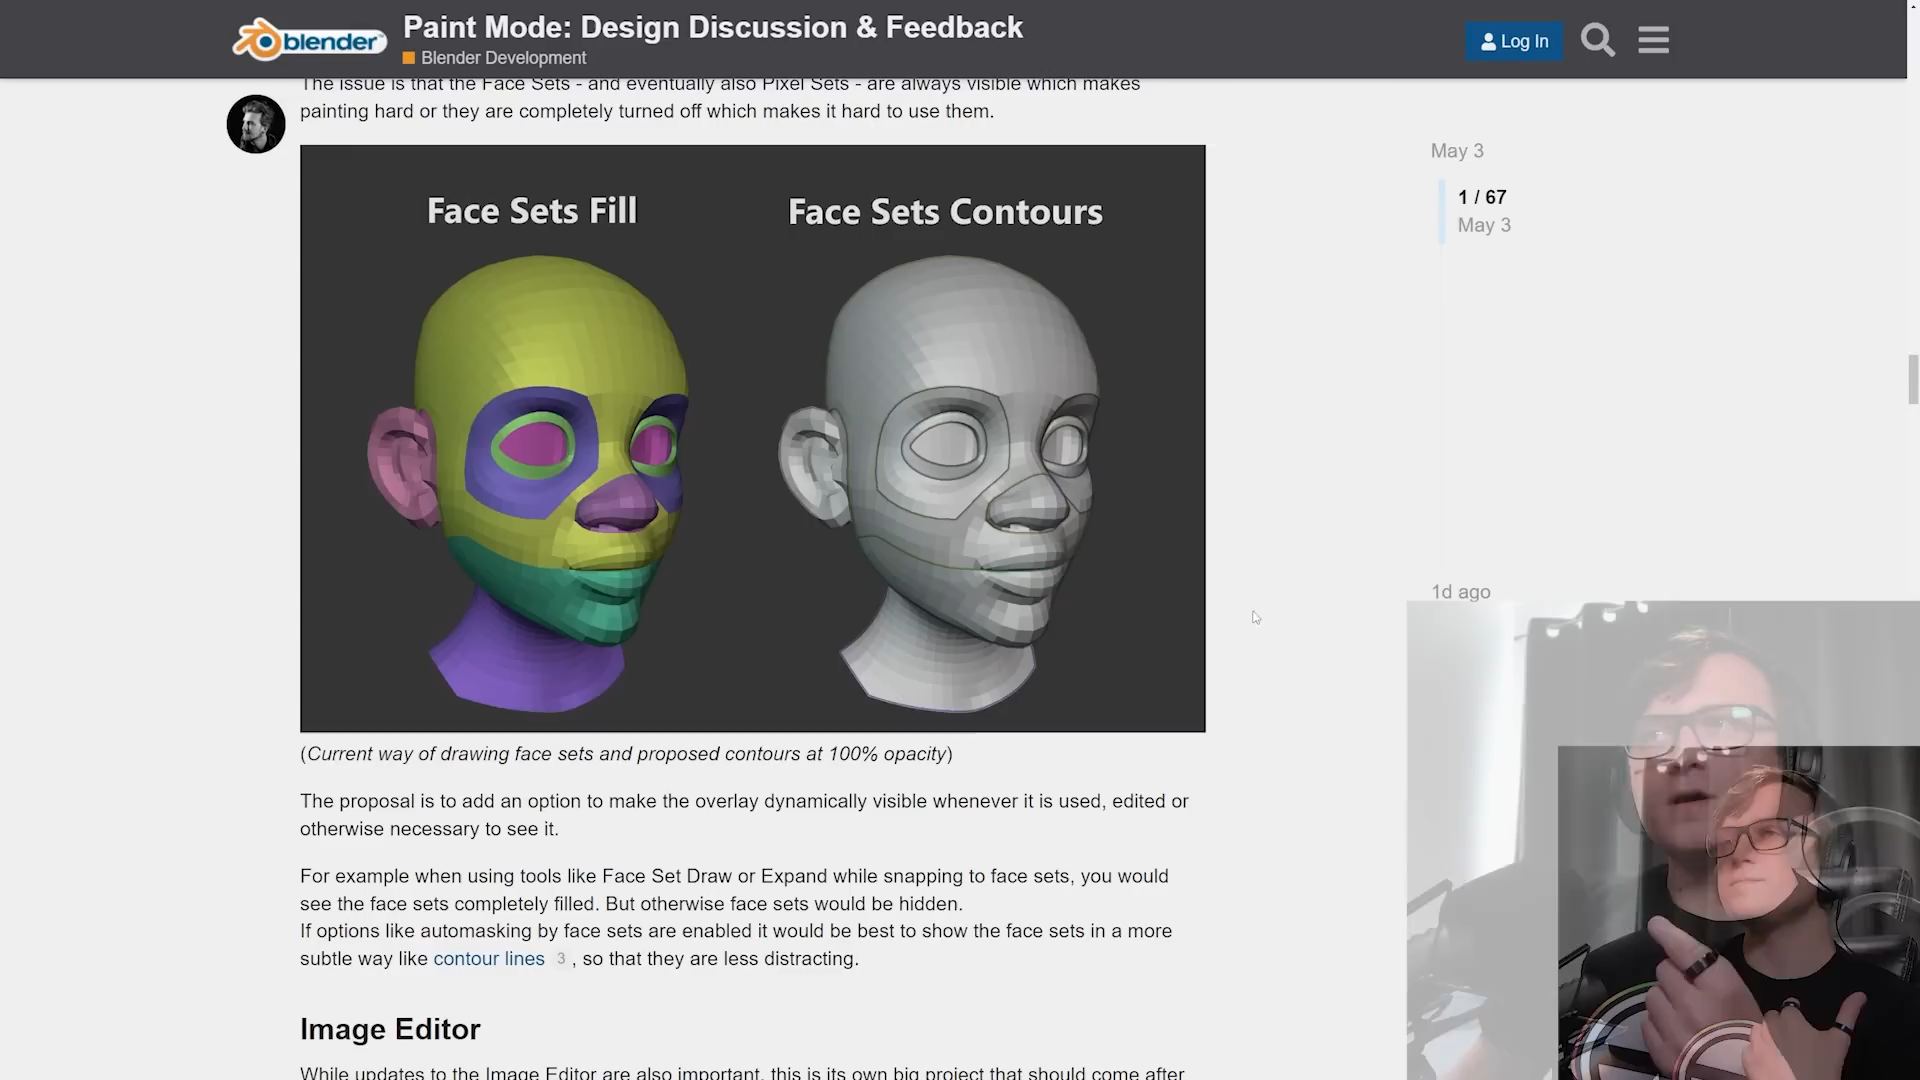 blender
Paint Mode: Design Discussion & Feedback
Blender Development
Log In
The issue is that the Face Sets - and eventually also Pixel Sets - are always visible which makes
painting hard or they are completely turned off which makes it hard to use them.
Face Sets Fill
Face Sets Contours
May 3
1 / 67
May 3
1d ago
(Current way of drawing face sets and proposed contours at 100% opacity)
The proposal is to add an option to make the overlay dynamically visible whenever it is used, edited or
otherwise necessary to see it.
For example when using tools like Face Set Draw or Expand while snapping to face sets, you would
see the face sets completely filled. But otherwise face sets would be hidden.
If options like automasking by face sets are enabled it would be best to show the face sets in a more
subtle way like contour lines 3 , so that they are less distracting.
Image Editor
While updates to the Image Editor are also important, this is its own big project that should come after